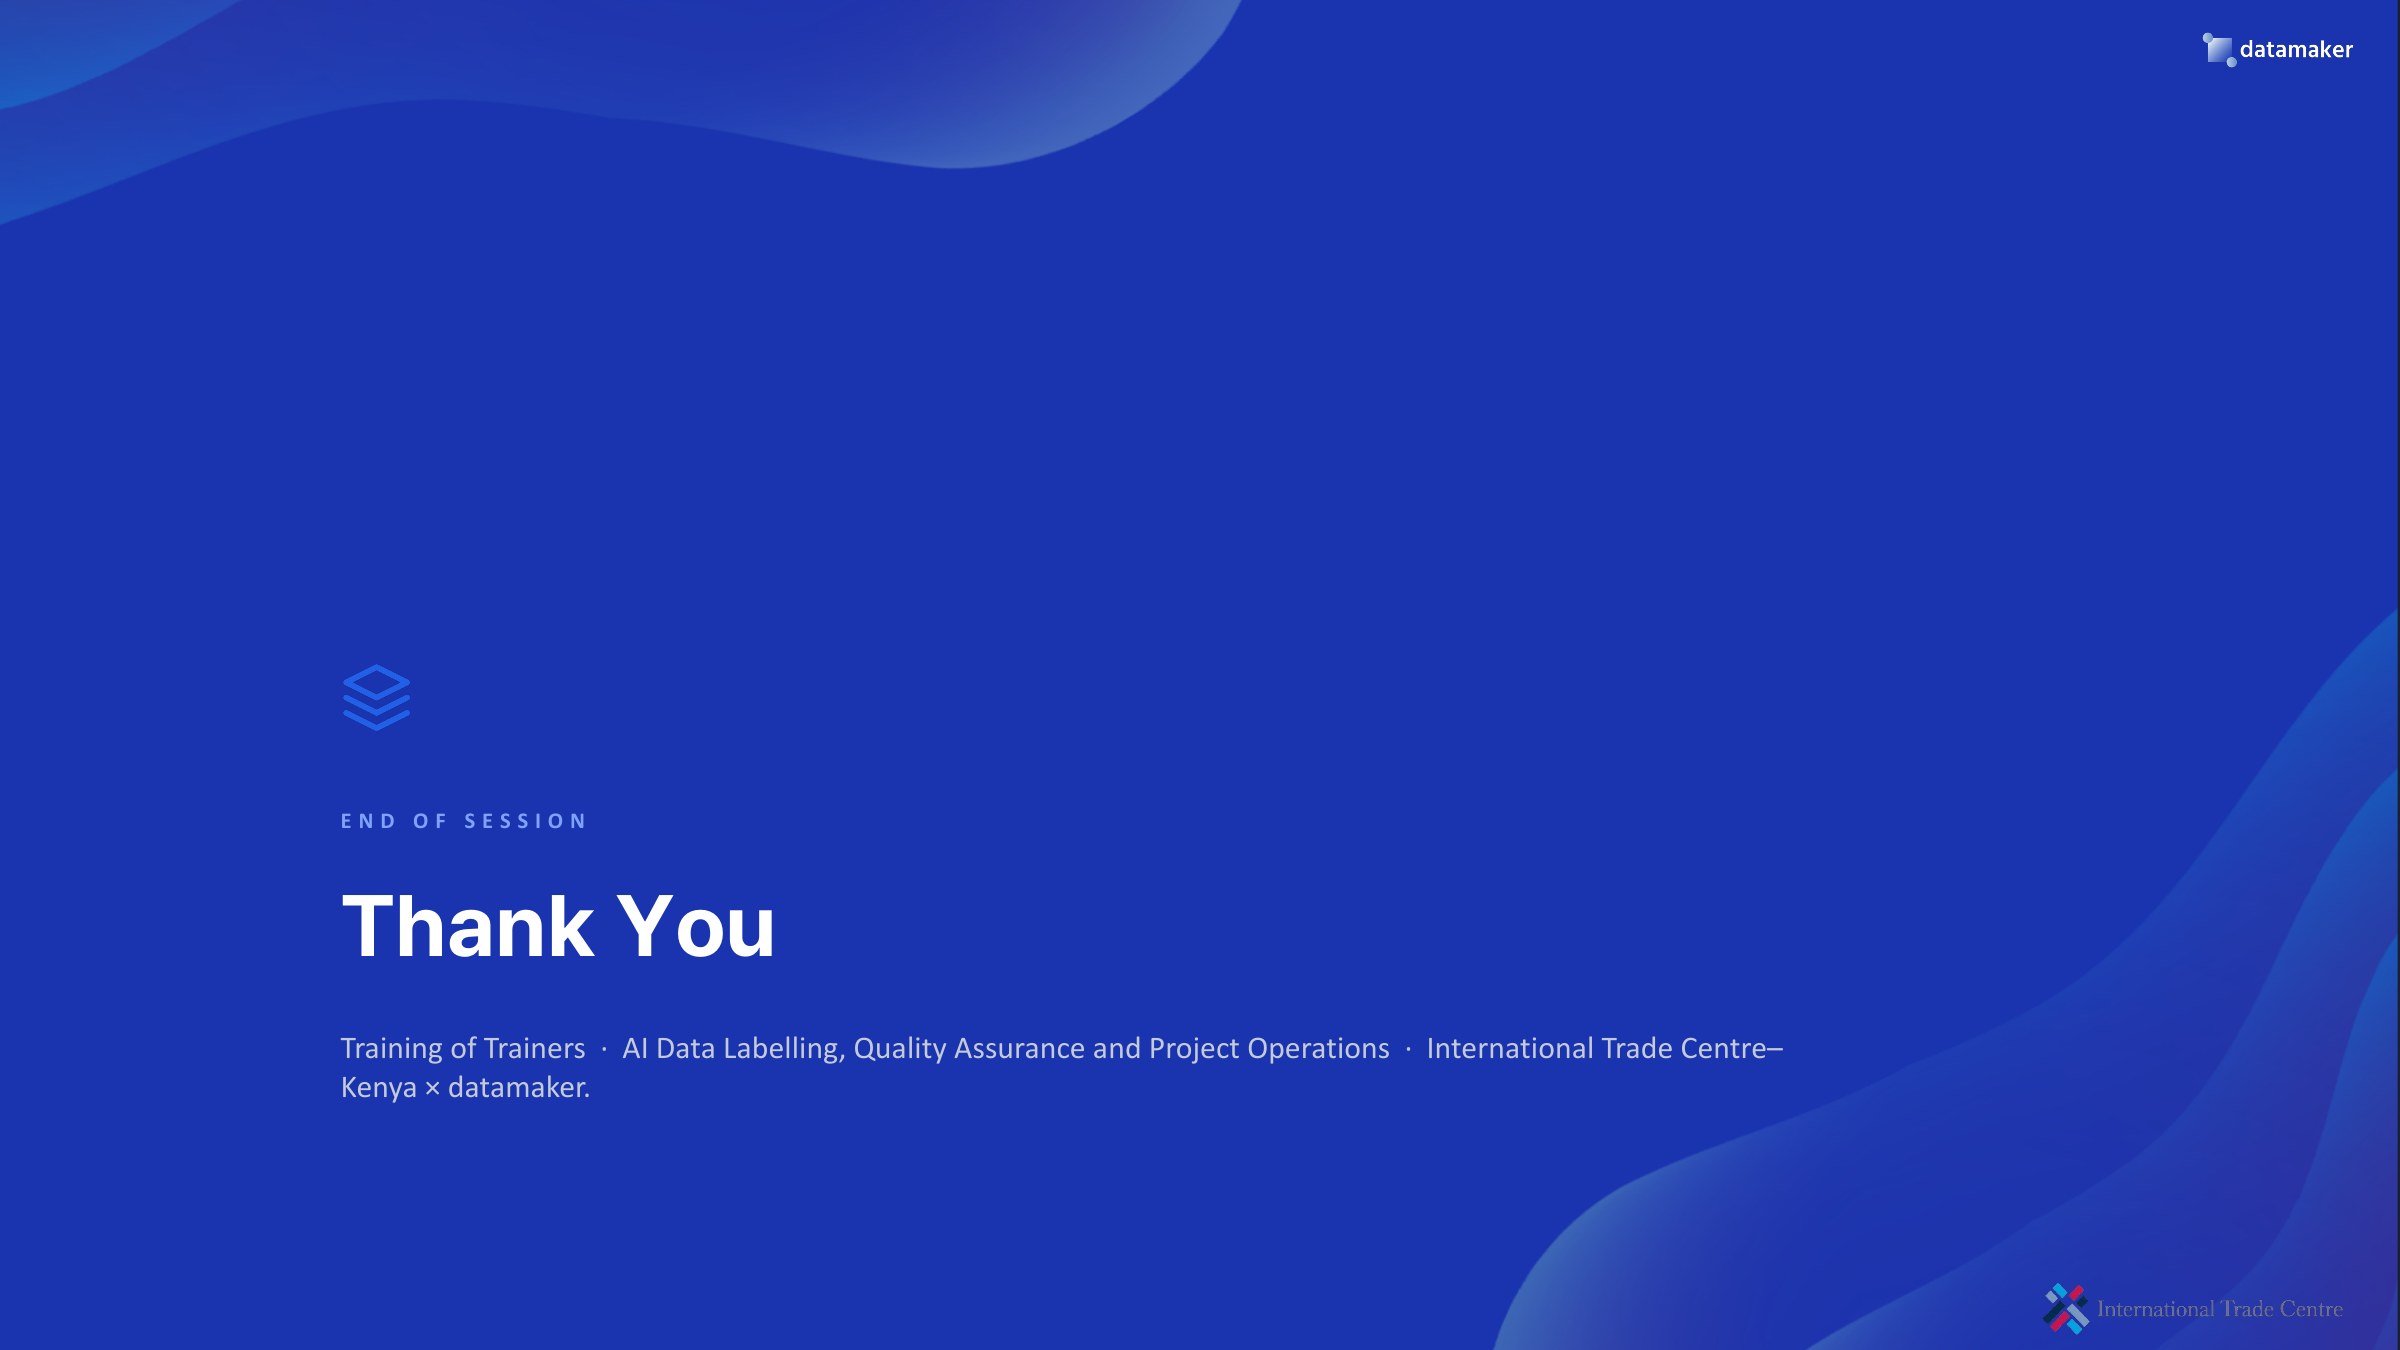 datamaker
END OF SESSION
Thank You
Training of Trainers · AI Data Labelling, Quality Assurance and Project Operations · International Trade Centre–
Kenya × datamaker.
International Trade Centre